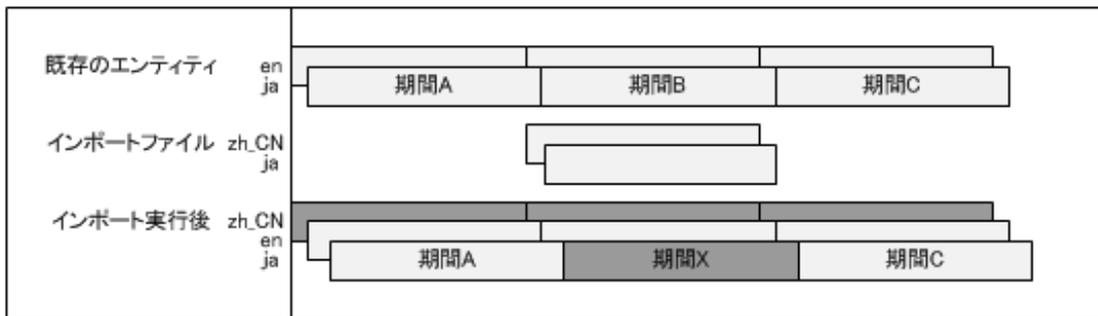 既存のエンティティ en
ja
期間A 期間B 期間C
インポートファイル zh_CN
ja
インポート実行後 zh_CN
en
ja
期間A 期間X 期間C